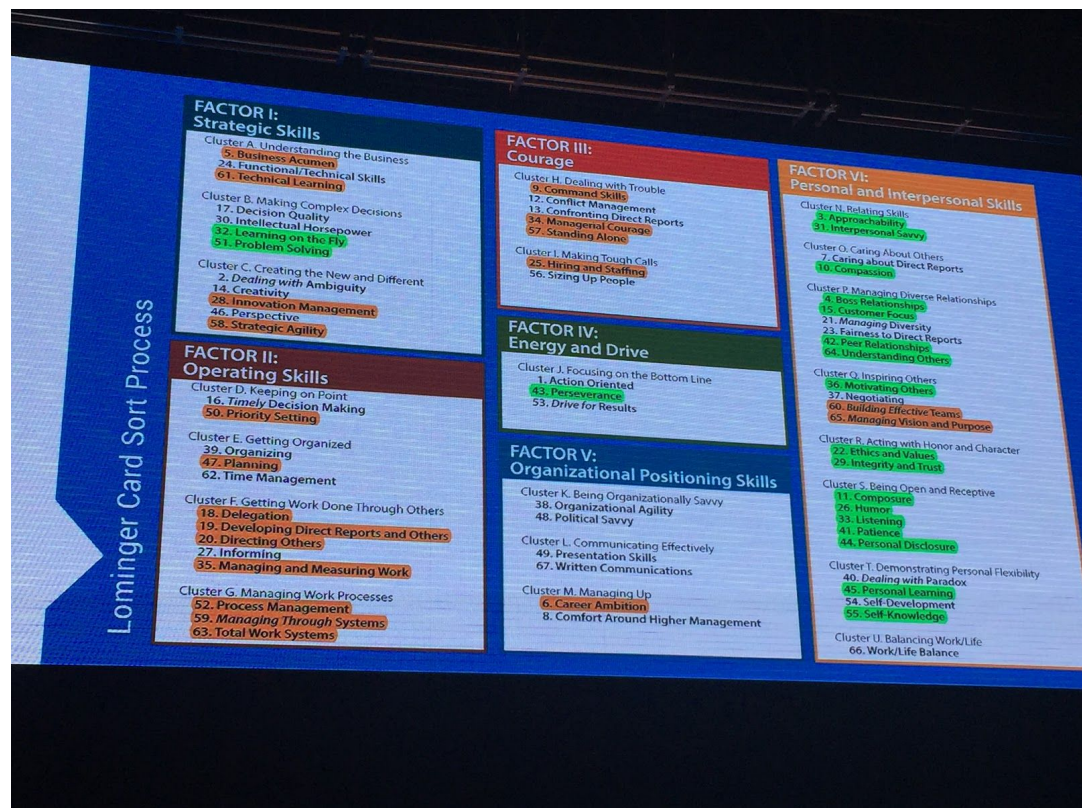 Lominger Card Sort Process
FACTOR I:
Strategic Skills
Cluster A. Understanding the Business
5. Business Acumen
24. Functional/Technical Skills
61. Technical Learning
Cluster B. Making Complex Decisions
17. Decision Quality
30. Intellectual Horsepower
32. Learning on the Fly
51. Problem Solving
Cluster C. Creating the New and Different
2. Dealing with Ambiguity
14. Creativity
28. Innovation Management
46. Perspective
58. Strategic Agility
FACTOR II:
Operating Skills
Cluster D. Keeping on Point
16. Timely Decision Making
50. Priority Setting
Cluster E. Getting Organized
39. Organizing
47. Planning
62. Time Management
Cluster F. Getting Work Done Through Others
18. Delegation
19. Developing Direct Reports and Others
20. Directing Others
27. Informing
35. Managing and Measuring Work
Cluster G. Managing Work Processes
52. Process Management
59. Managing Through Systems
63. Total Work Systems
FACTOR III:
Courage
Cluster H. Dealing with Trouble
9. Command Skills
12. Conflict Management
13. Confronting Direct Reports
34. Managerial Courage
57. Standing Alone
Cluster I. Making Tough Calls
25. Hiring and Staffing
56. Sizing Up People
FACTOR IV:
Energy and Drive
Cluster J. Focusing on the Bottom Line
1. Action Oriented
43. Perseverance
53. Drive for Results
FACTOR V:
Organizational Positioning Skills
Cluster K. Being Organizationally Savvy
38. Organizational Agility
48. Political Savvy
Cluster L. Communicating Effectively
49. Presentation Skills
67. Written Communications
Cluster M. Managing Up
6. Career Ambition
8. Comfort Around Higher Management
FACTOR VI:
Personal and Interpersonal Skills
Cluster N. Relating Skills
3. Approachability
31. Interpersonal Savvy
Cluster O. Caring About Others
7. Caring about Direct Reports
10. Compassion
Cluster P. Managing Diverse Relationships
4. Boss Relationships
15. Customer Focus
21. Managing Diversity
23. Fairness to Direct Reports
42. Peer Relationships
64. Understanding Others
Cluster Q. Inspiring Others
36. Motivating Others
37. Negotiating
60. Building Effective Teams
65. Managing Vision and Purpose
Cluster R. Acting with Honor and Character
22. Ethics and Values
29. Integrity and Trust
Cluster S. Being Open and Receptive
11. Composure
26. Humor
33. Listening
41. Patience
44. Personal Disclosure
Cluster T. Demonstrating Personal Flexibility
40. Dealing with Paradox
45. Personal Learning
54. Self-Development
55. Self-Knowledge
Cluster U. Balancing Work/Life
66. Work/Life Balance